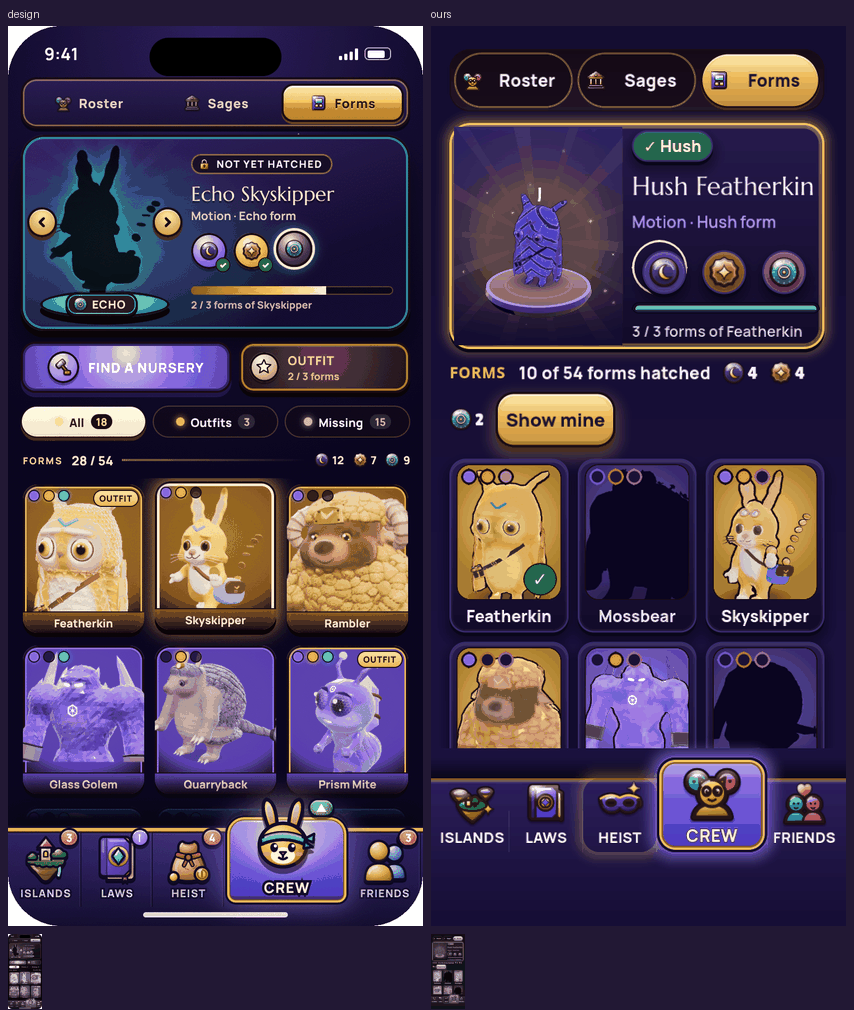 design
9:41
Roster
Sages
Forms
NOT YET HATCHED
Echo Skyskipper
Motion · Echo form
ECHO
2 / 3 forms of Skyskipper
FIND A NURSERY
OUTFIT
2 / 3 forms
All 18
Outfits 3
Missing 15
FORMS 28 / 54
12 7 9
OUTFIT
Featherkin
Skyskipper
Rambler
OUTFIT
Glass Golem
Quarryback
Prism Mite
3
1
4
3
ISLANDS
LAWS
HEIST
CREW
FRIENDS
ours
Roster
Sages
Forms
✓ Hush
Hush Featherkin
Motion · Hush form
3 / 3 forms of Featherkin
FORMS 10 of 54 forms hatched 4 4
2 Show mine
✓
Featherkin
Mossbear
Skyskipper
ISLANDS
LAWS
HEIST
CREW
FRIENDS